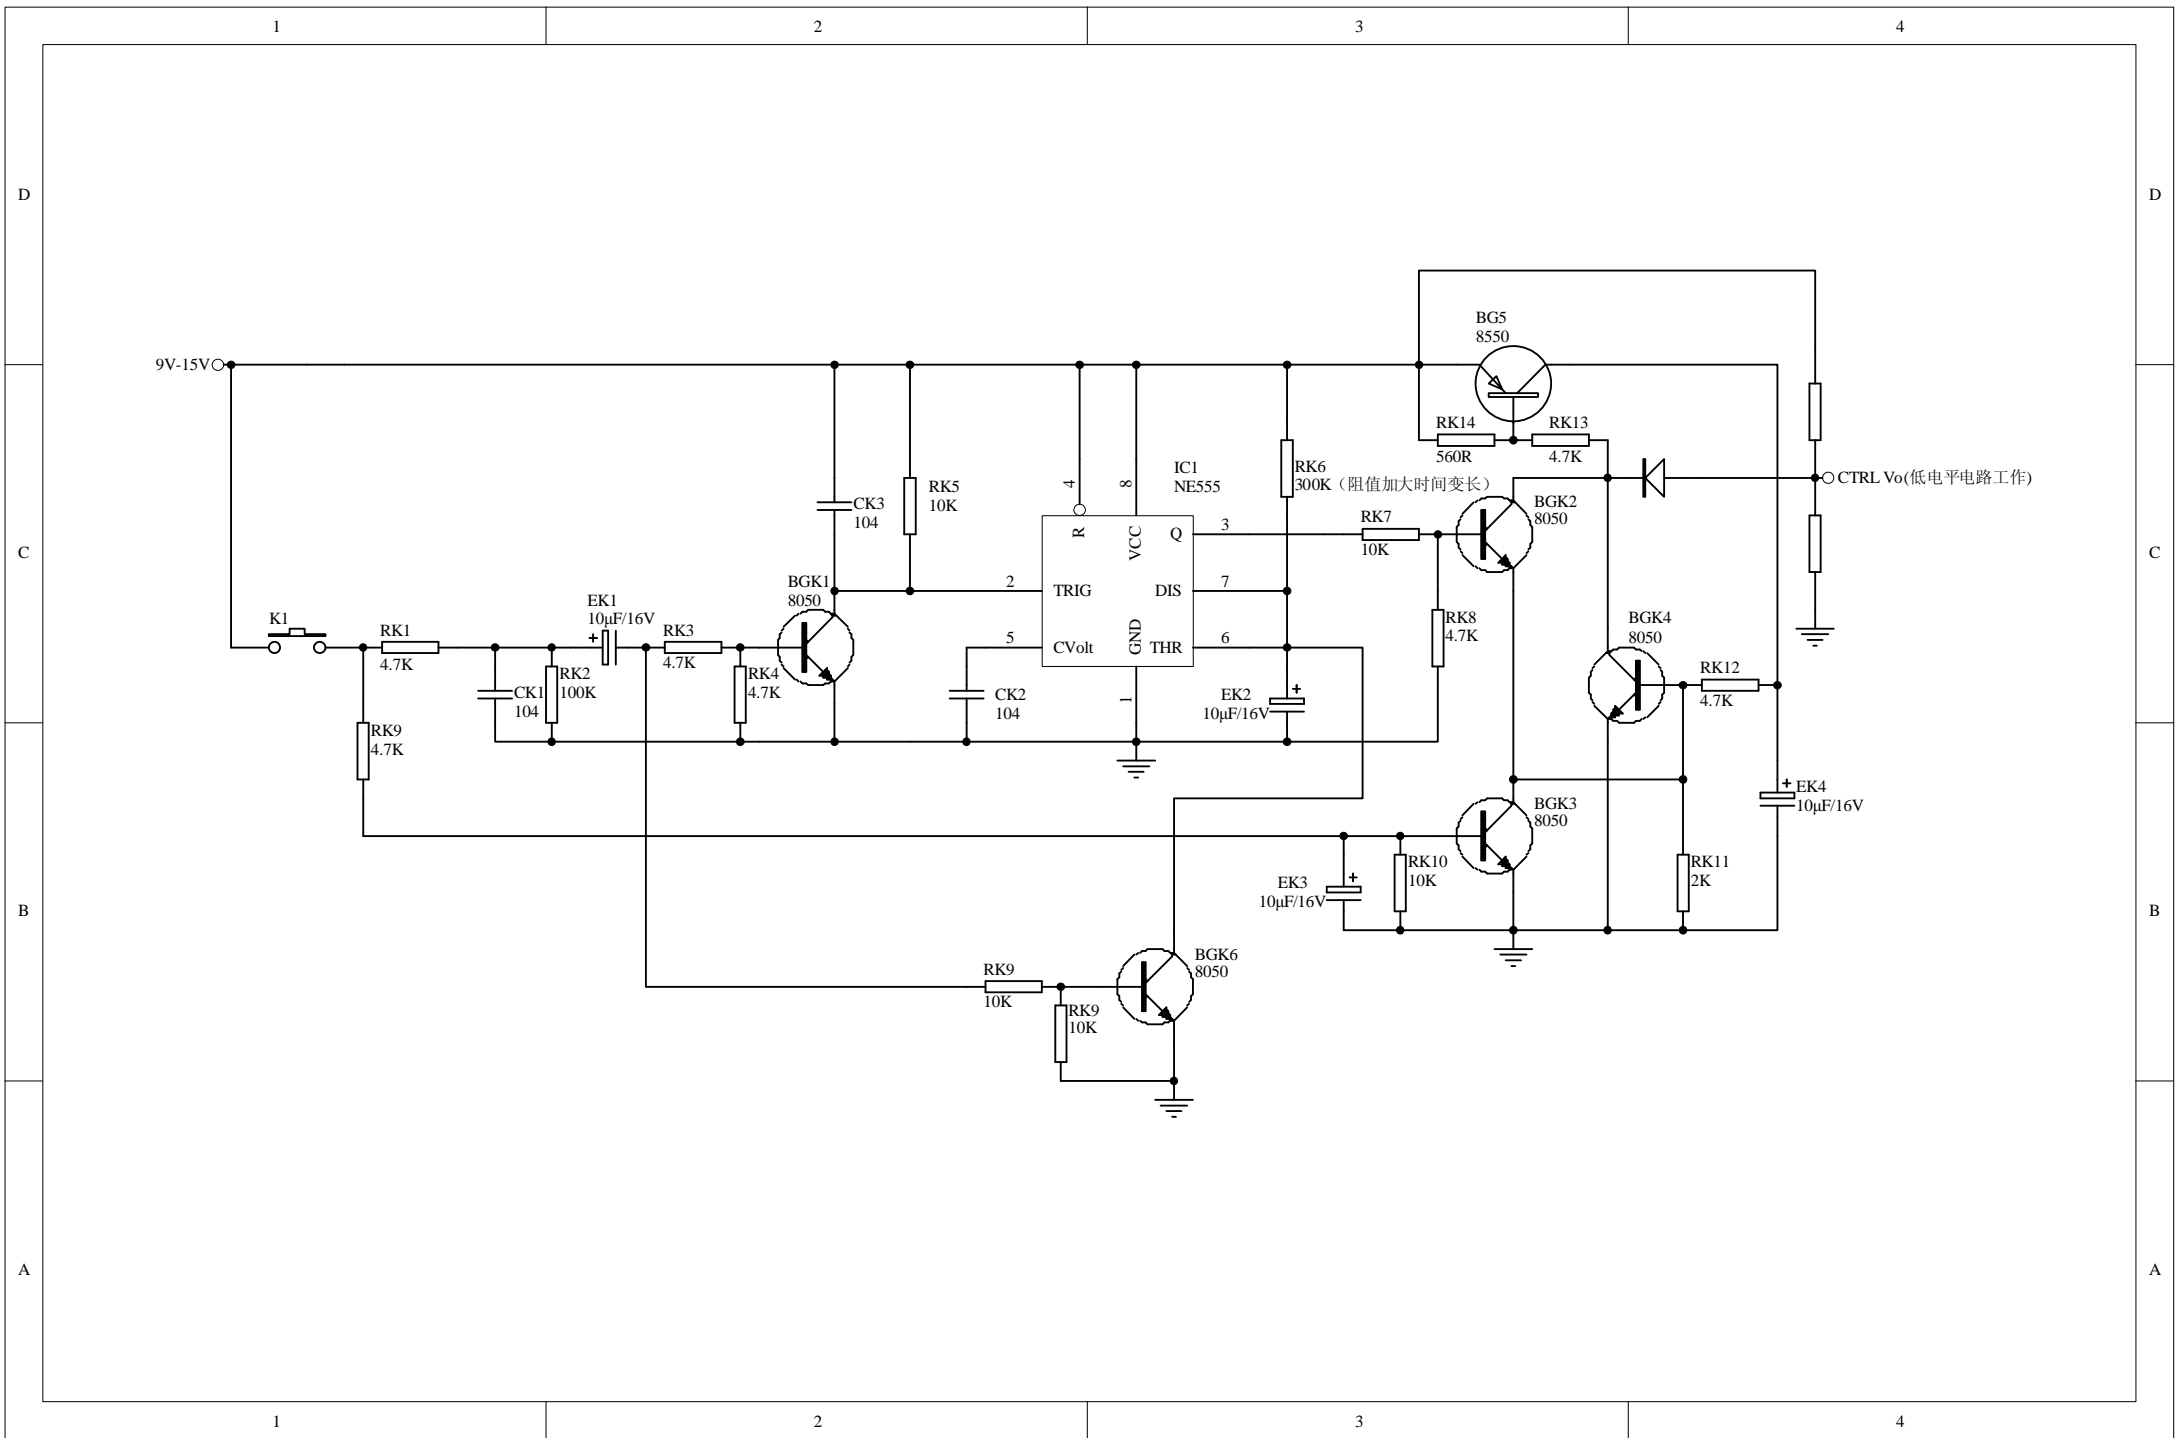 1 2 3 4
D D
BG5
8550
9V-15V
RK14
560R
RK13
4.7K
IC1
NE555
RK6
300K（阻值加大时间变长）
CTRL Vo(低电平电路工作)
CK3
104
RK5
10K
4
8
R
VCC
Q
3
RK7
10K
BGK2
8050
C C
BGK1
8050
2
TRIG
DIS
7
EK1
10μF/16V
+
K1
RK1
4.7K
RK3
4.7K
5
CVolt
GND
THR
6
RK8
4.7K
BGK4
8050
CK1
104
RK2
100K
RK4
4.7K
CK2
104
1
EK2
10μF/16V
+
RK12
4.7K
RK9
4.7K
BGK3
8050
+
EK4
10μF/16V
EK3
10μF/16V
+
RK10
10K
RK11
2K
B B
RK9
10K
BGK6
8050
RK9
10K
A A
1 2 3 4